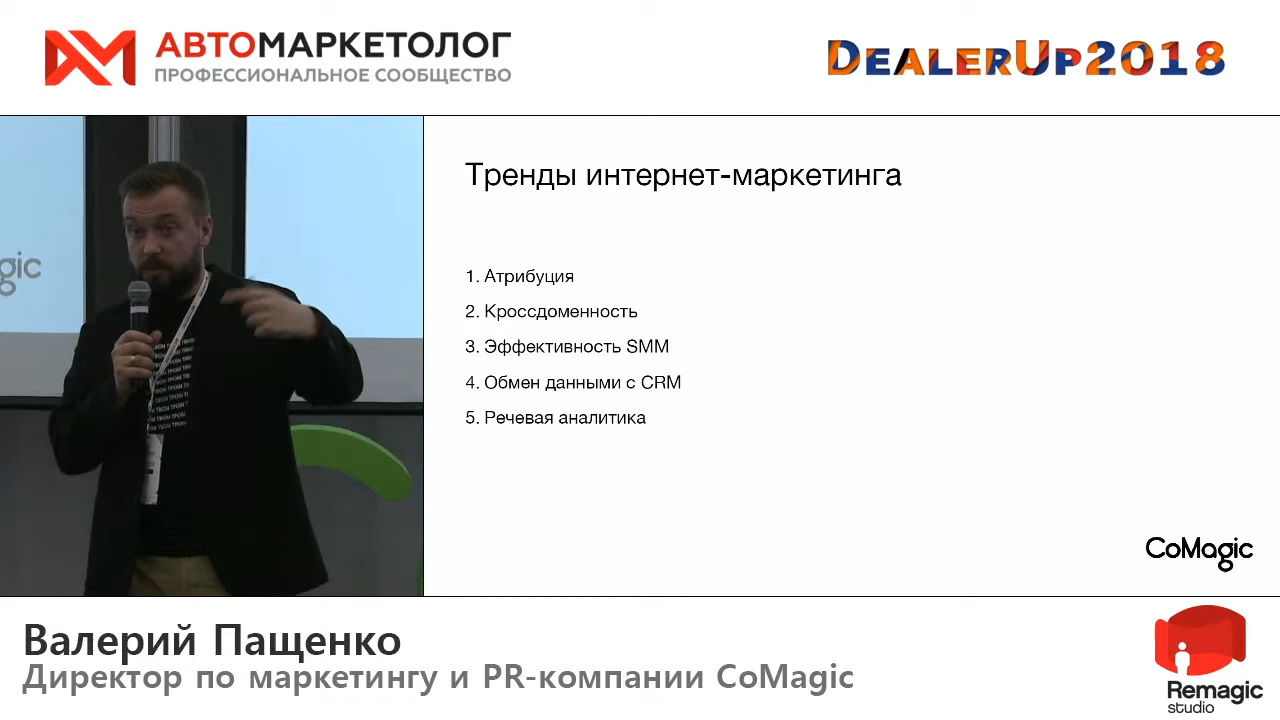 АВТОМАРКЕТОЛОГ
ПРОФЕССИОНАЛЬНОЕ СООБЩЕСТВО
DEALERUP2018
gic
Тренды интернет-маркетинга
1. Атрибуция
2. Кроссдоменность
3. Эффективность SMM
4. Обмен данными с CRM
5. Речевая аналитика
CoMagic
Валерий Пащенко
Директор по маркетингу и PR-компании CoMagic
Remagic
studio